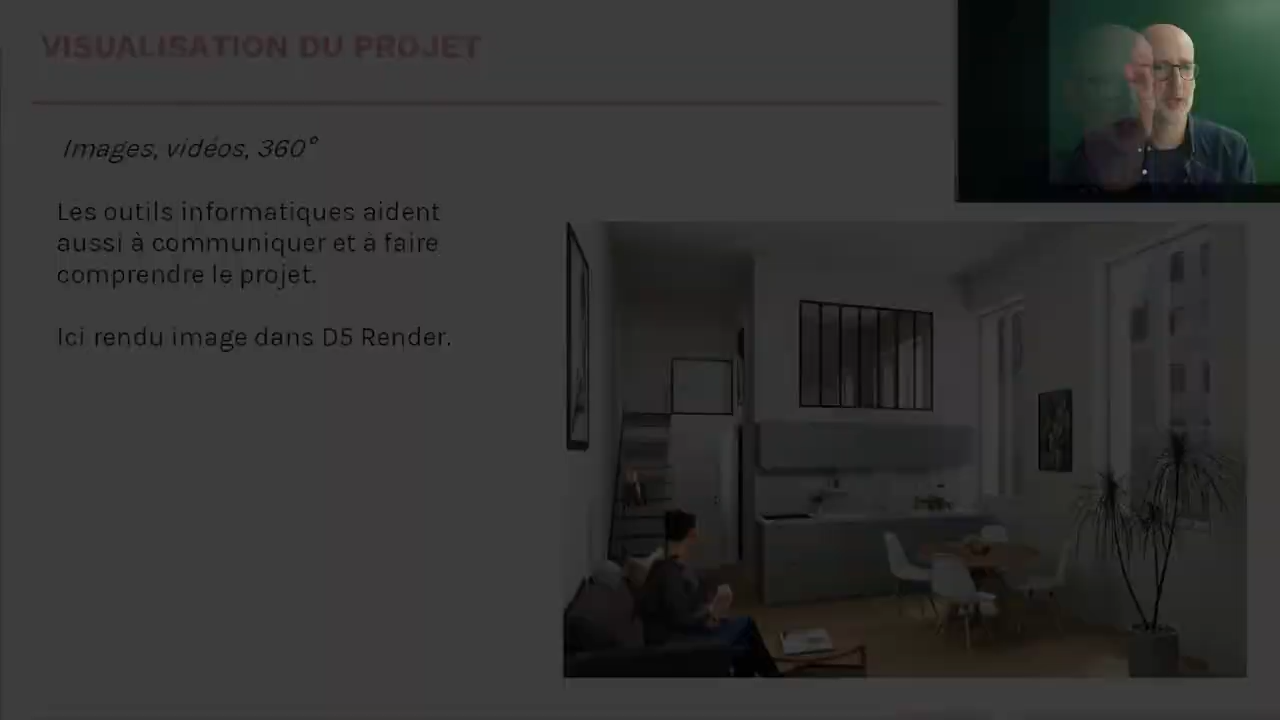 VISUALISATION DU PROJET
Images, vidéos, 360°
Les outils informatiques aident
aussi à communiquer et à faire
comprendre le projet.
Ici rendu image dans D5 Render.